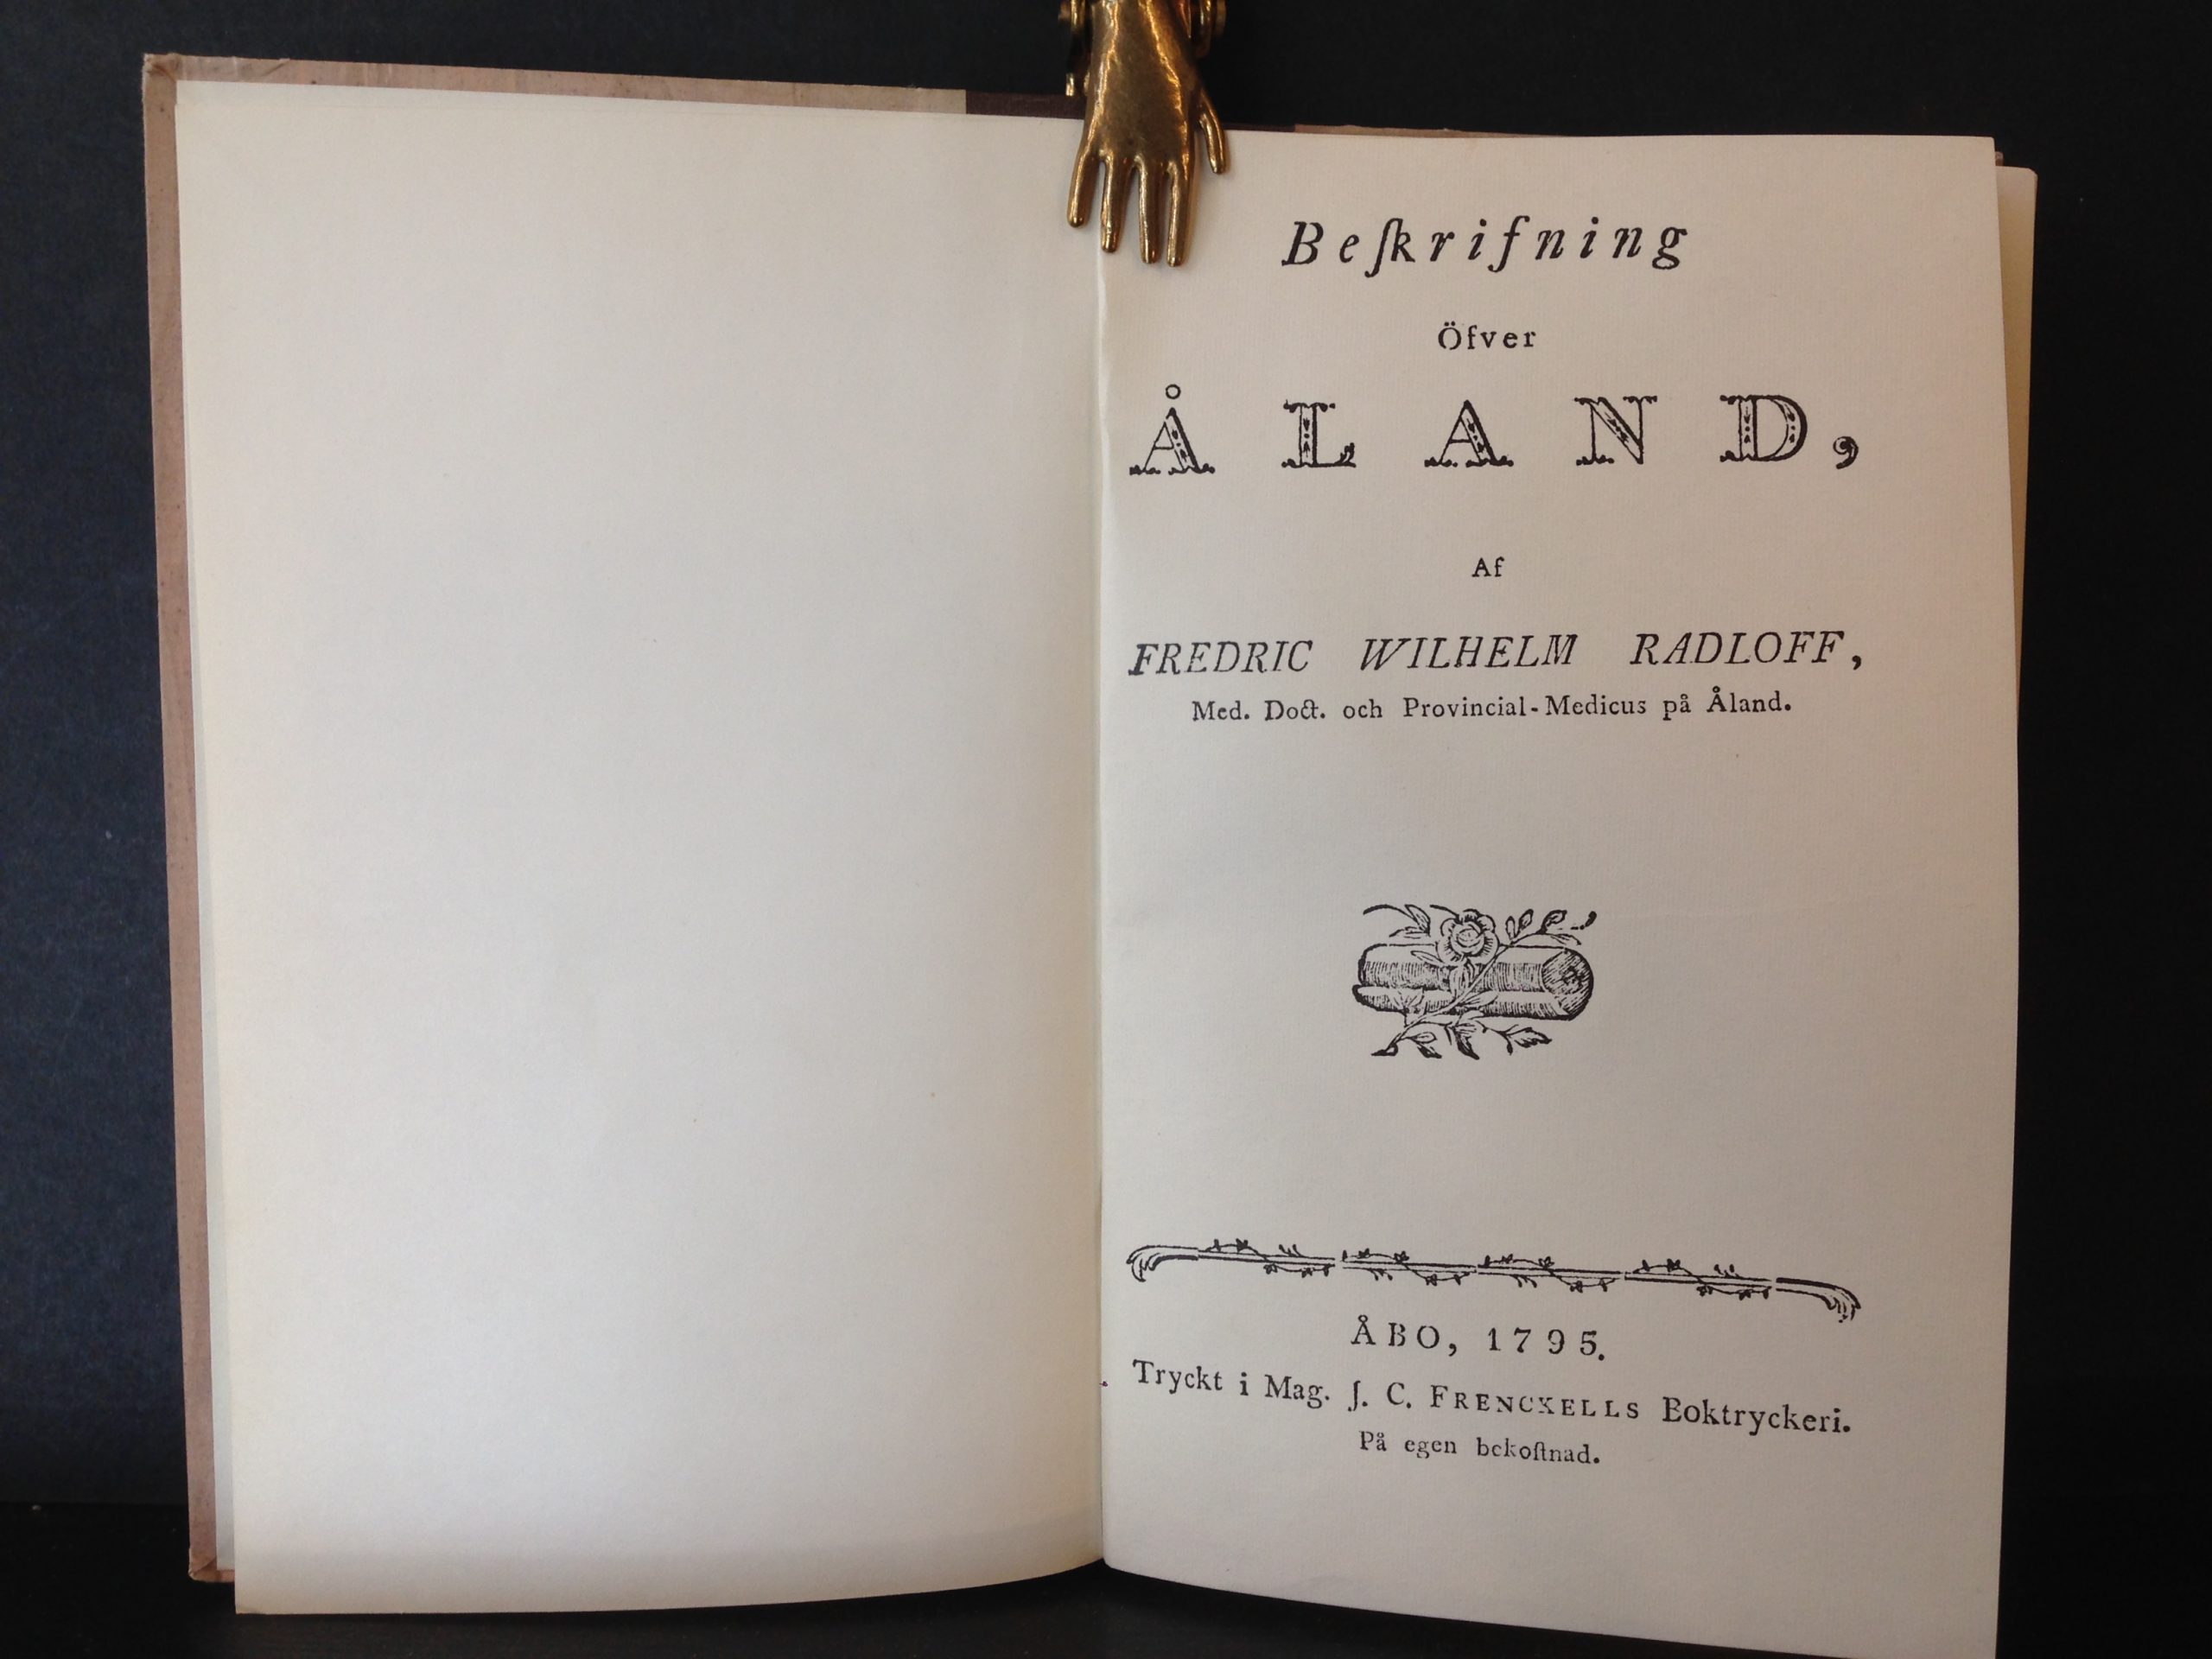 Beſkrifning
Öfver
ÅLAND,
Af
FREDRIC WILHELM RADLOFF,
Med. Doct. och Provincial-Medicus på Åland.
ÅBO, 1795.
Tryckt i Mag. J. C. FRENCKELLS Boktryckeri.
På egen bekoſtnad.